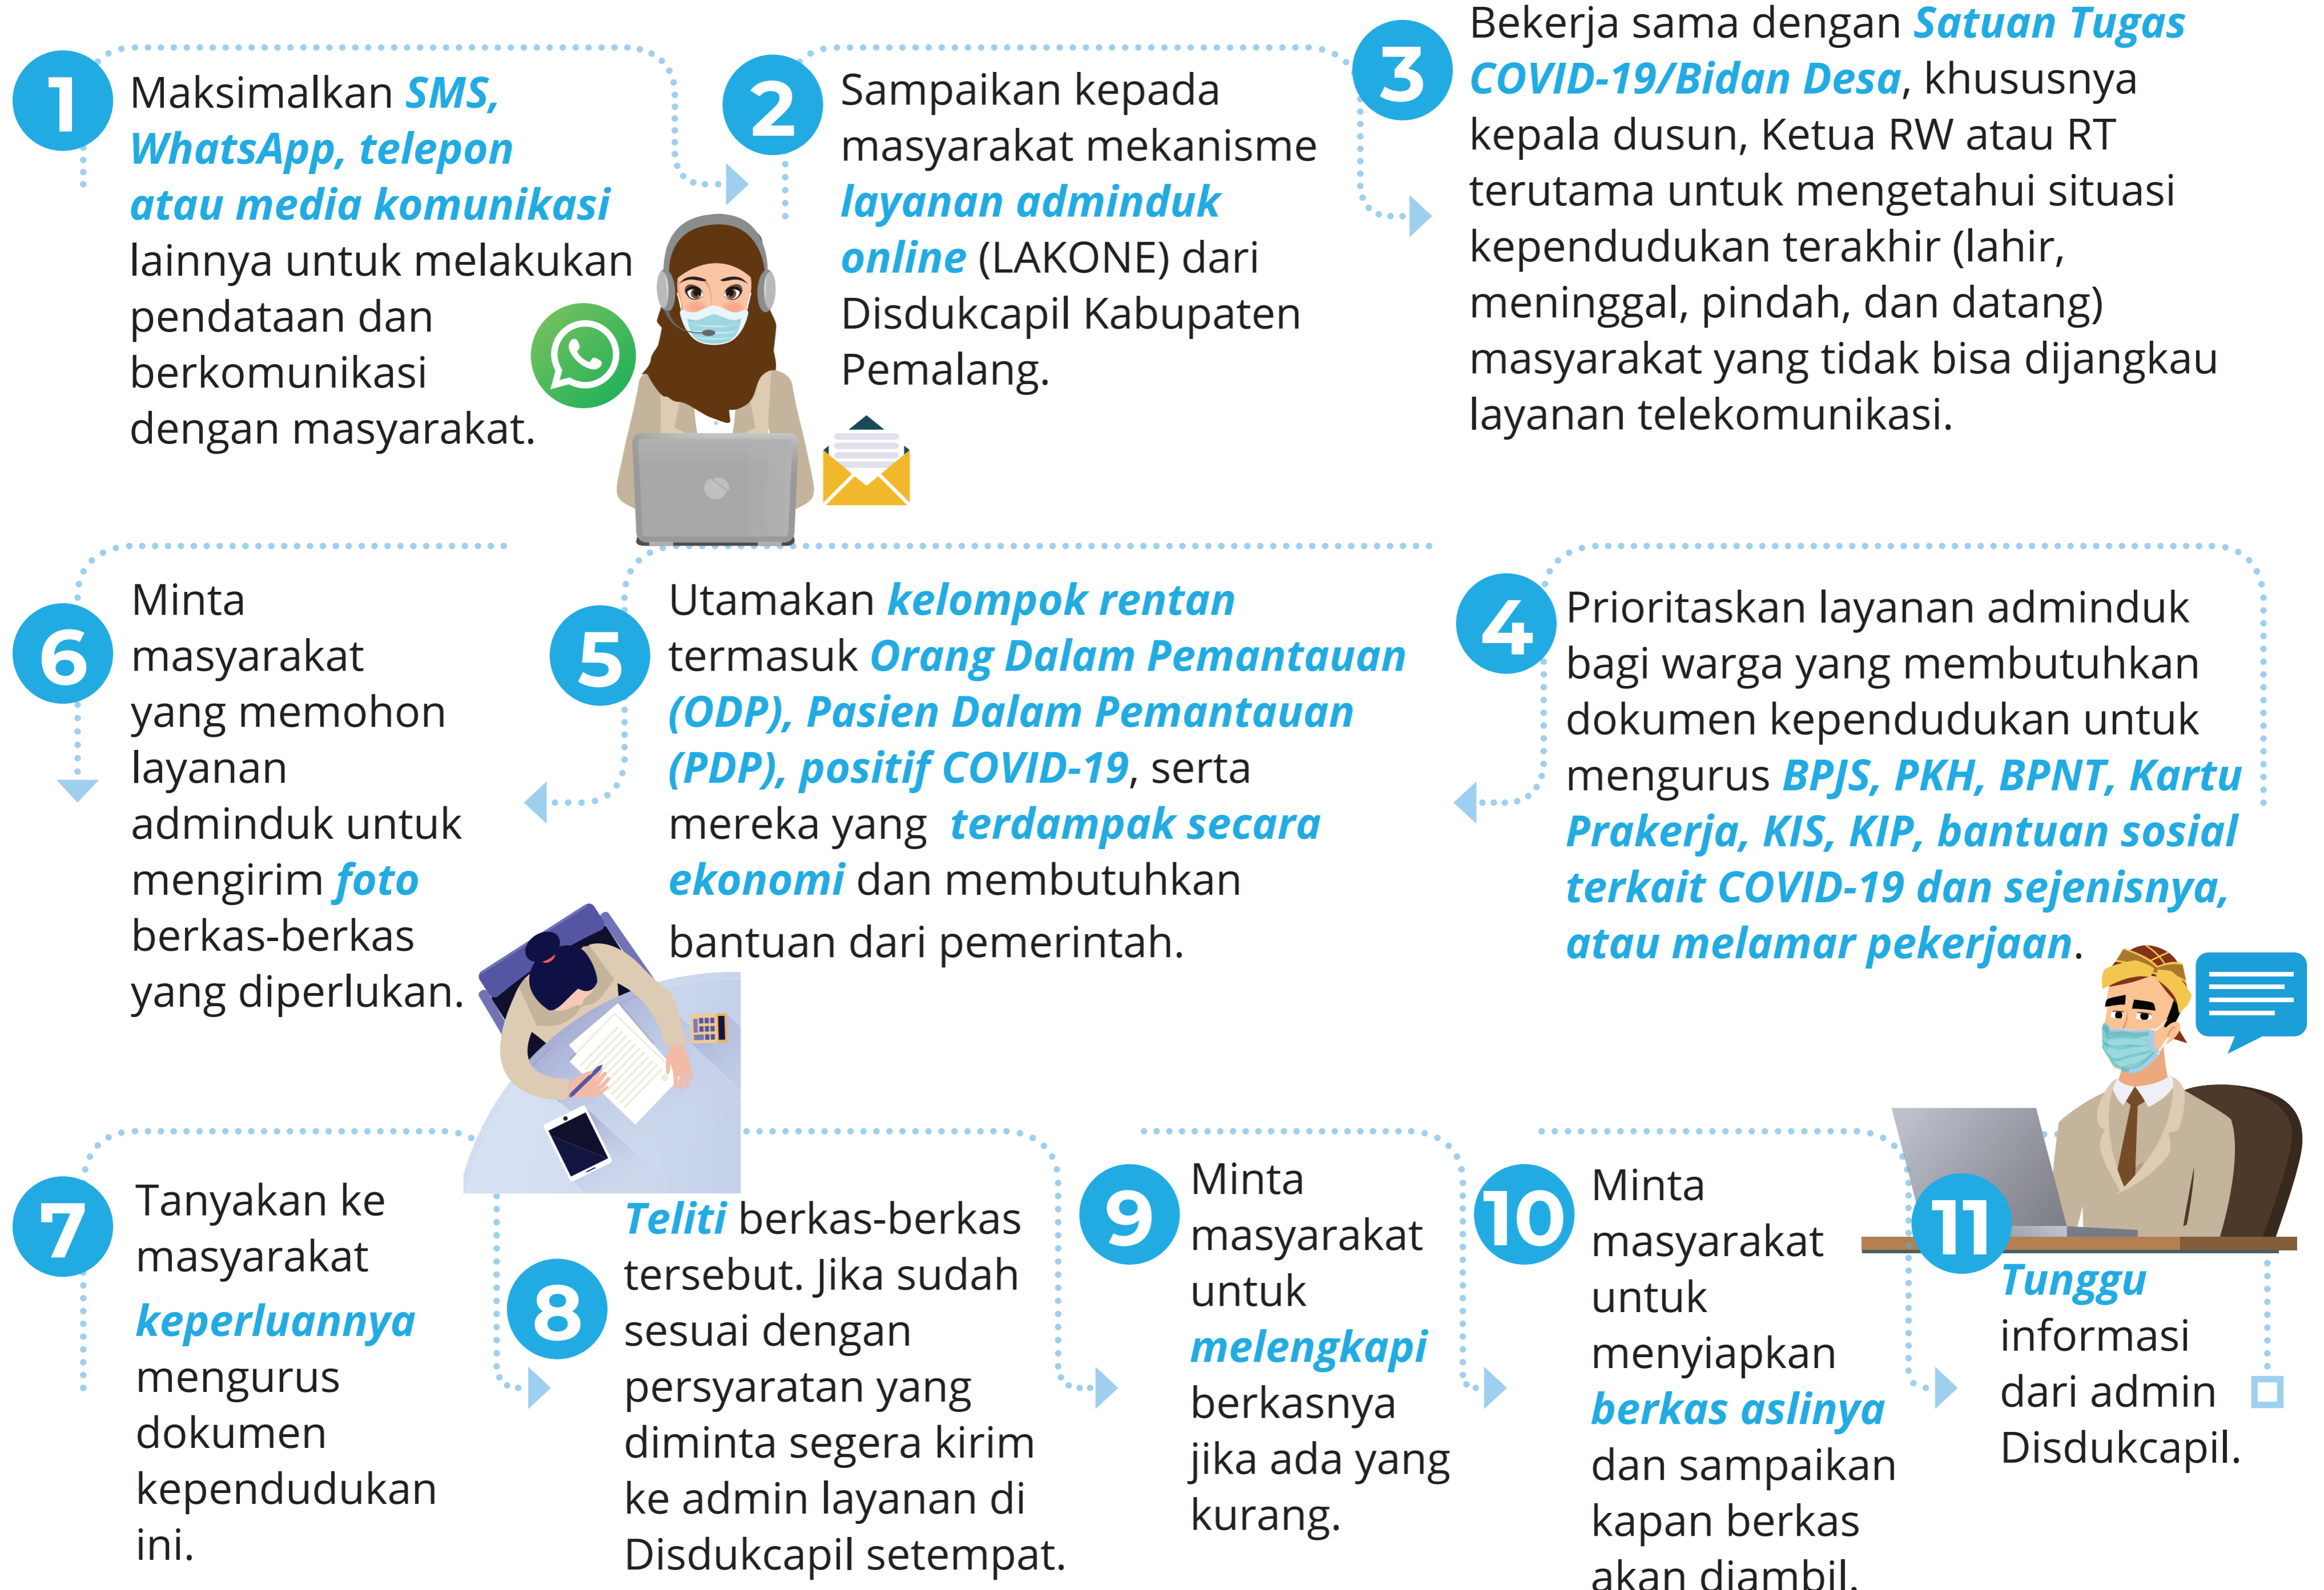 1
Maksimalkan SMS,
WhatsApp, telepon
atau media komunikasi
lainnya untuk melakukan
pendataan dan
berkomunikasi
dengan masyarakat.
2
Sampaikan kepada
masyarakat mekanisme
layanan adminduk
online (LAKONE) dari
Disdukcapil Kabupaten
Pemalang.
3
Bekerja sama dengan Satuan Tugas
COVID-19/Bidan Desa, khususnya
kepala dusun, Ketua RW atau RT
terutama untuk mengetahui situasi
kependudukan terakhir (lahir,
meninggal, pindah, dan datang)
masyarakat yang tidak bisa dijangkau
layanan telekomunikasi.
4
Prioritaskan layanan adminduk
bagi warga yang membutuhkan
dokumen kependudukan untuk
mengurus BPJS, PKH, BPNT, Kartu
Prakerja, KIS, KIP, bantuan sosial
terkait COVID-19 dan sejenisnya,
atau melamar pekerjaan.
5
Utamakan kelompok rentan
termasuk Orang Dalam Pemantauan
(ODP), Pasien Dalam Pemantauan
(PDP), positif COVID-19, serta
mereka yang terdampak secara
ekonomi dan membutuhkan
bantuan dari pemerintah.
6
Minta
masyarakat
yang memohon
layanan
adminduk untuk
mengirim foto
berkas-berkas
yang diperlukan.
7
Tanyakan ke
masyarakat
keperluannya
mengurus
dokumen
kependudukan
ini.
8
Teliti berkas-berkas
tersebut. Jika sudah
sesuai dengan
persyaratan yang
diminta segera kirim
ke admin layanan di
Disdukcapil setempat.
9
Minta
masyarakat
untuk
melengkapi
berkasnya
jika ada yang
kurang.
10
Minta
masyarakat
untuk
menyiapkan
berkas aslinya
dan sampaikan
kapan berkas
akan diambil.
11
Tunggu
informasi
dari admin
Disdukcapil.